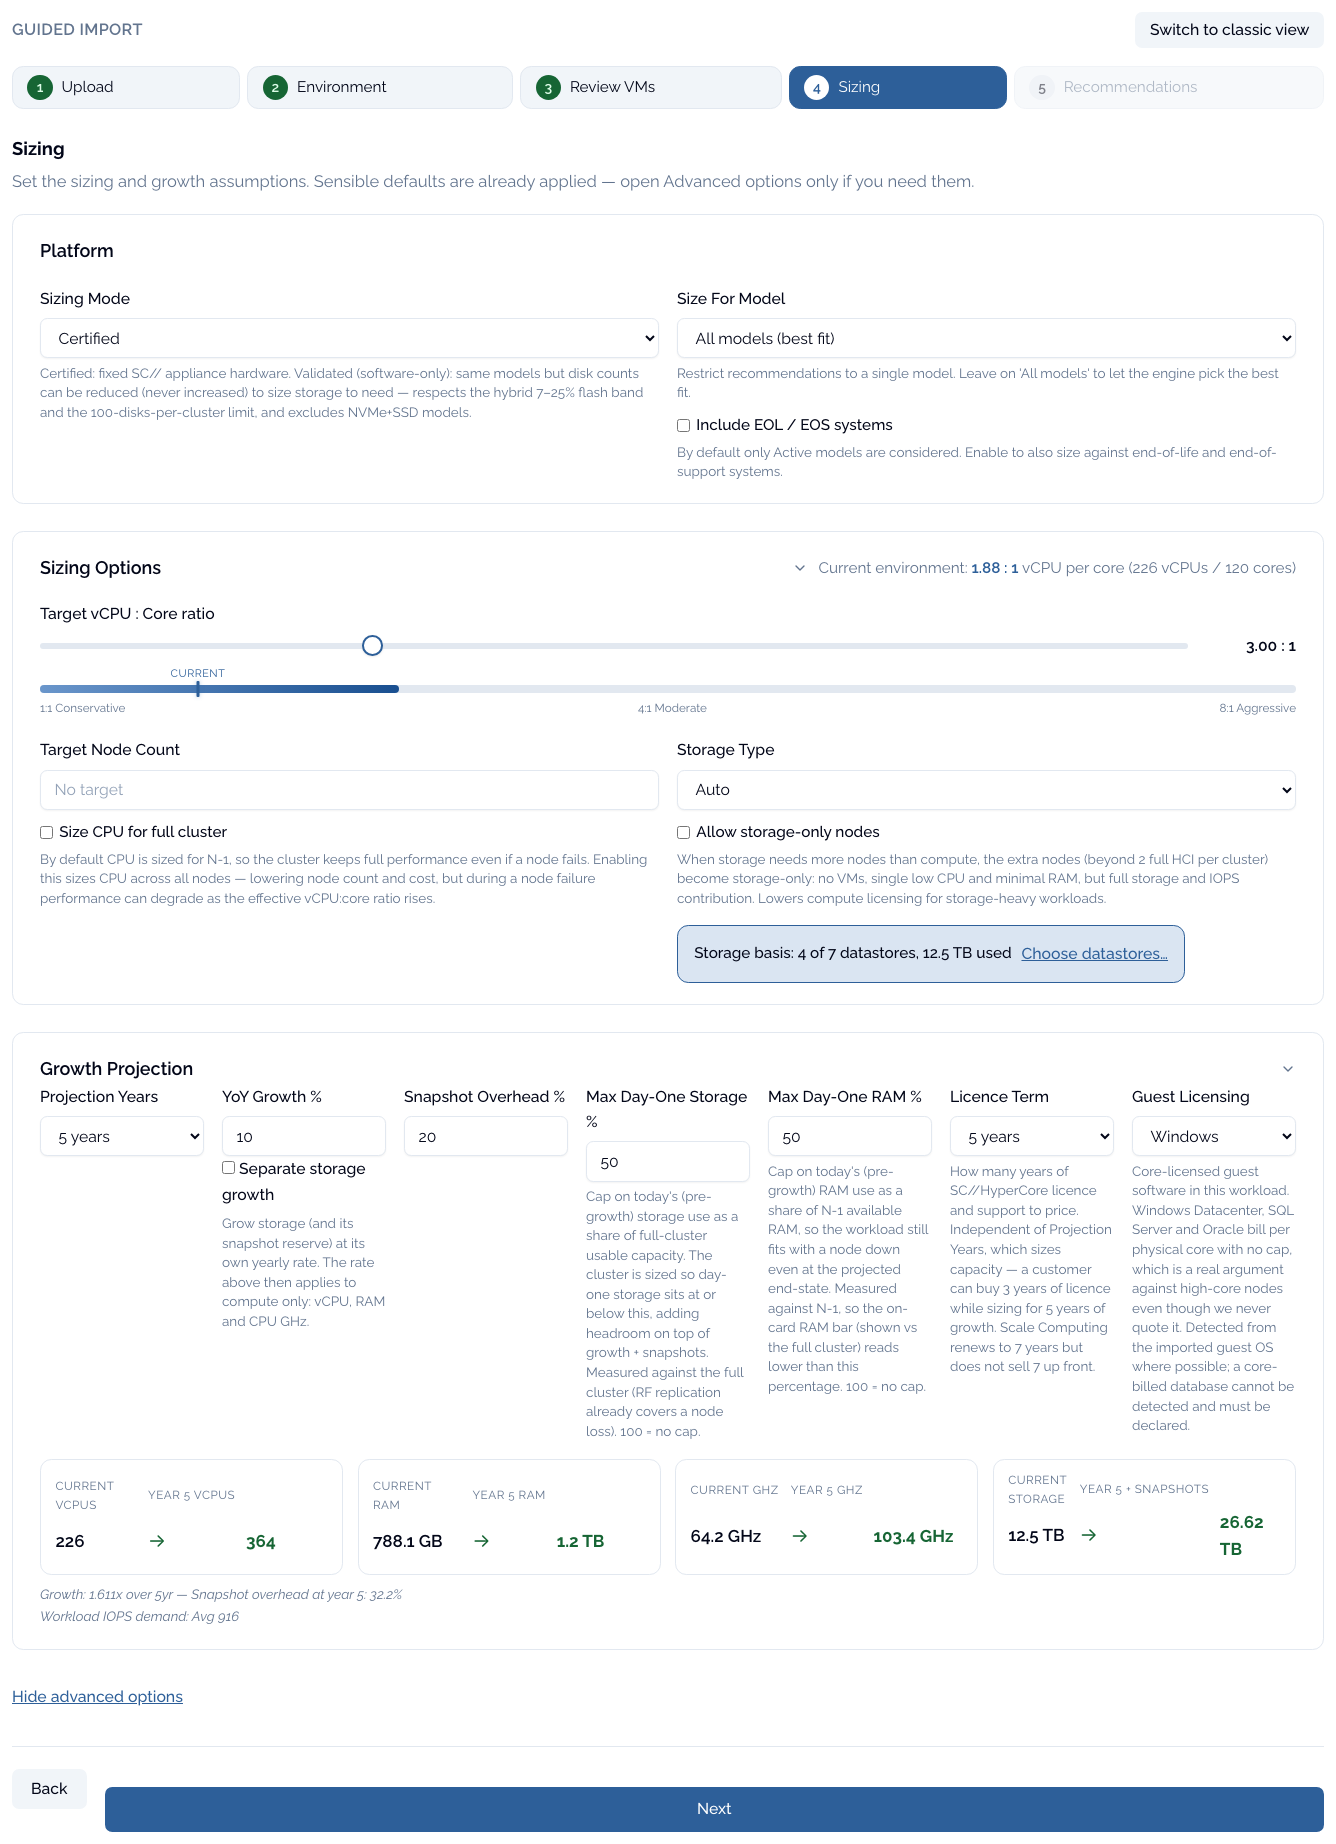 GUIDED IMPORT
Switch to classic view
1 Upload
2 Environment
3 Review VMs
4 Sizing
5 Recommendations
Sizing
Set the sizing and growth assumptions. Sensible defaults are already applied — open Advanced options only if you need them.
Platform
Sizing Mode
Certified
Certified: fixed SC// appliance hardware. Validated (software-only): same models but disk counts
can be reduced (never increased) to size storage to need — respects the hybrid 7–25% flash band
and the 100-disks-per-cluster limit, and excludes NVMe+SSD models.
Size For Model
All models (best fit)
Restrict recommendations to a single model. Leave on 'All models' to let the engine pick the best
fit.
Include EOL / EOS systems
By default only Active models are considered. Enable to also size against end-of-life and end-of-
support systems.
Sizing Options
Current environment: 1.88 : 1 vCPU per core (226 vCPUs / 120 cores)
Target vCPU : Core ratio
3.00 : 1
CURRENT
1:1 Conservative
4:1 Moderate
8:1 Aggressive
Target Node Count
No target
Size CPU for full cluster
By default CPU is sized for N-1, so the cluster keeps full performance even if a node fails. Enabling
this sizes CPU across all nodes — lowering node count and cost, but during a node failure
performance can degrade as the effective vCPU:core ratio rises.
Storage Type
Auto
Allow storage-only nodes
When storage needs more nodes than compute, the extra nodes (beyond 2 full HCI per cluster)
become storage-only: no VMs, single low CPU and minimal RAM, but full storage and IOPS
contribution. Lowers compute licensing for storage-heavy workloads.
Storage basis: 4 of 7 datastores, 12.5 TB used Choose datastores...
Growth Projection
Projection Years
5 years
YoY Growth %
10
Separate storage
growth
Grow storage (and its
snapshot reserve) at its
own yearly rate. The rate
above then applies to
compute only: vCPU, RAM
and CPU GHz.
Snapshot Overhead %
20
Max Day-One Storage
%
50
Cap on today's (pre-
growth) storage use as a
share of full-cluster
usable capacity. The
cluster is sized so day-
one storage sits at or
below this, adding
headroom on top of
growth + snapshots.
Measured against the full
cluster (RF replication
already covers a node
loss). 100 = no cap.
Max Day-One RAM %
50
Cap on today's (pre-
growth) RAM use as a
share of N-1 available
RAM, so the workload still
fits with a node down
even at the projected
end-state. Measured
against N-1, so the on-
card RAM bar (shown vs
the full cluster) reads
lower than this
percentage. 100 = no cap.
Licence Term
5 years
How many years of
SC//HyperCore licence
and support to price.
Independent of Projection
Years, which sizes
capacity — a customer
can buy 3 years of licence
while sizing for 5 years of
growth. Scale Computing
renews to 7 years but
does not sell 7 up front.
Guest Licensing
Windows
Core-licensed guest
software in this workload.
Windows Datacenter, SQL
Server and Oracle bill per
physical core with no cap,
which is a real argument
against high-core nodes
even though we never
quote it. Detected from
the imported guest OS
where possible; a core-
billed database cannot be
detected and must be
declared.
CURRENT
VCPUS
YEAR 5 VCPUS
226 → 364
CURRENT
RAM
YEAR 5 RAM
788.1 GB → 1.2 TB
CURRENT GHZ
YEAR 5 GHZ
64.2 GHz → 103.4 GHz
CURRENT
STORAGE
YEAR 5 + SNAPSHOTS
12.5 TB → 26.62
TB
Growth: 1.611x over 5yr — Snapshot overhead at year 5: 32.2%
Workload IOPS demand: Avg 916
Hide advanced options
Back
Next